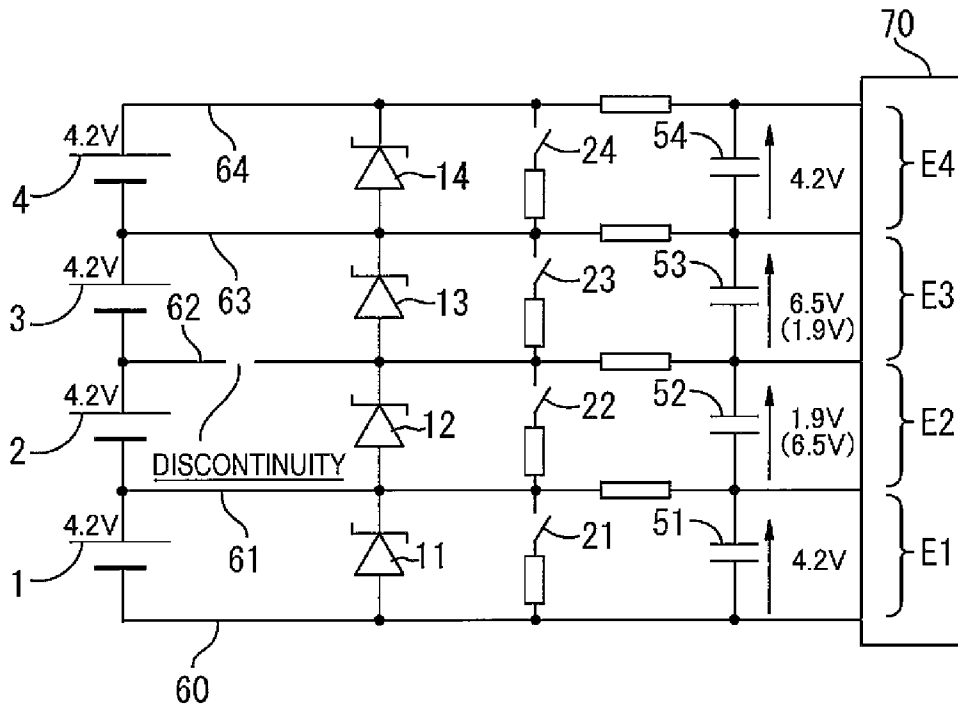 70
4.2V
4
64
14
24
54
4.2V
E4
4.2V
3
62
63
13
23
53
6.5V
(1.9V)
E3
4.2V
2
DISCONTINUITY
12
22
52
1.9V
(6.5V)
E2
4.2V
1
61
11
21
51
4.2V
E1
60